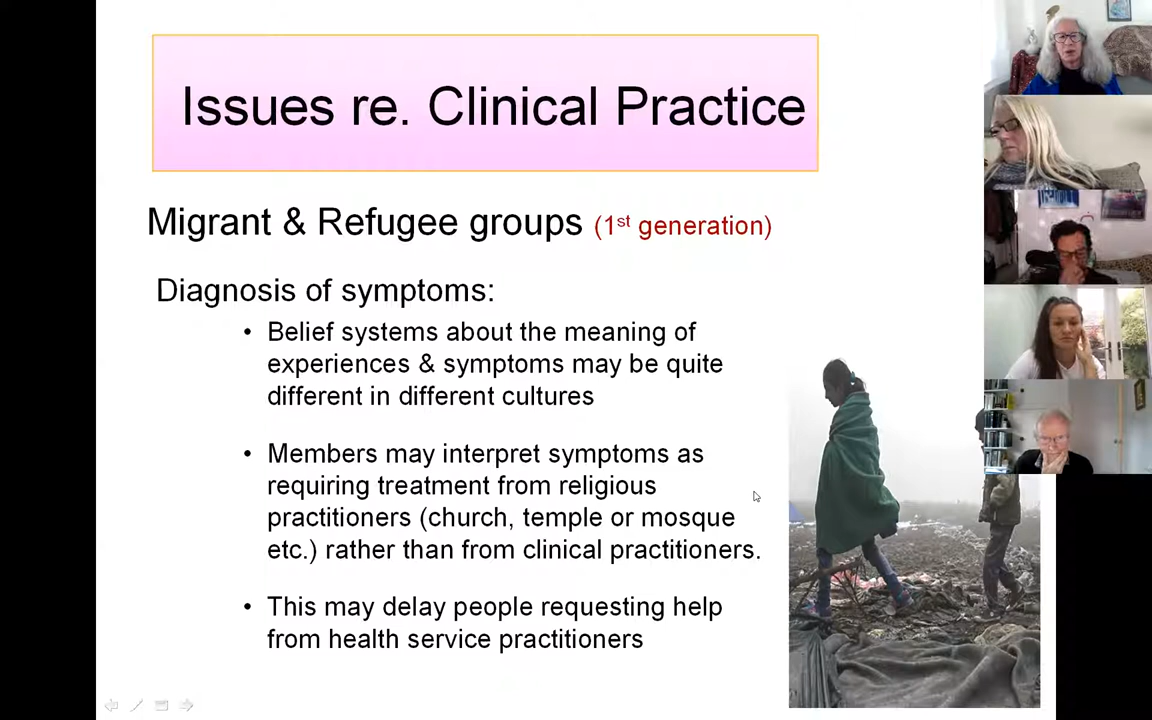 Issues re. Clinical Practice
Migrant & Refugee groups (1st generation)
Diagnosis of symptoms:
• Belief systems about the meaning of
experiences & symptoms may be quite
different in different cultures
• Members may interpret symptoms as
requiring treatment from religious
practitioners (church, temple or mosque
etc.) rather than from clinical practitioners.
• This may delay people requesting help
from health service practitioners